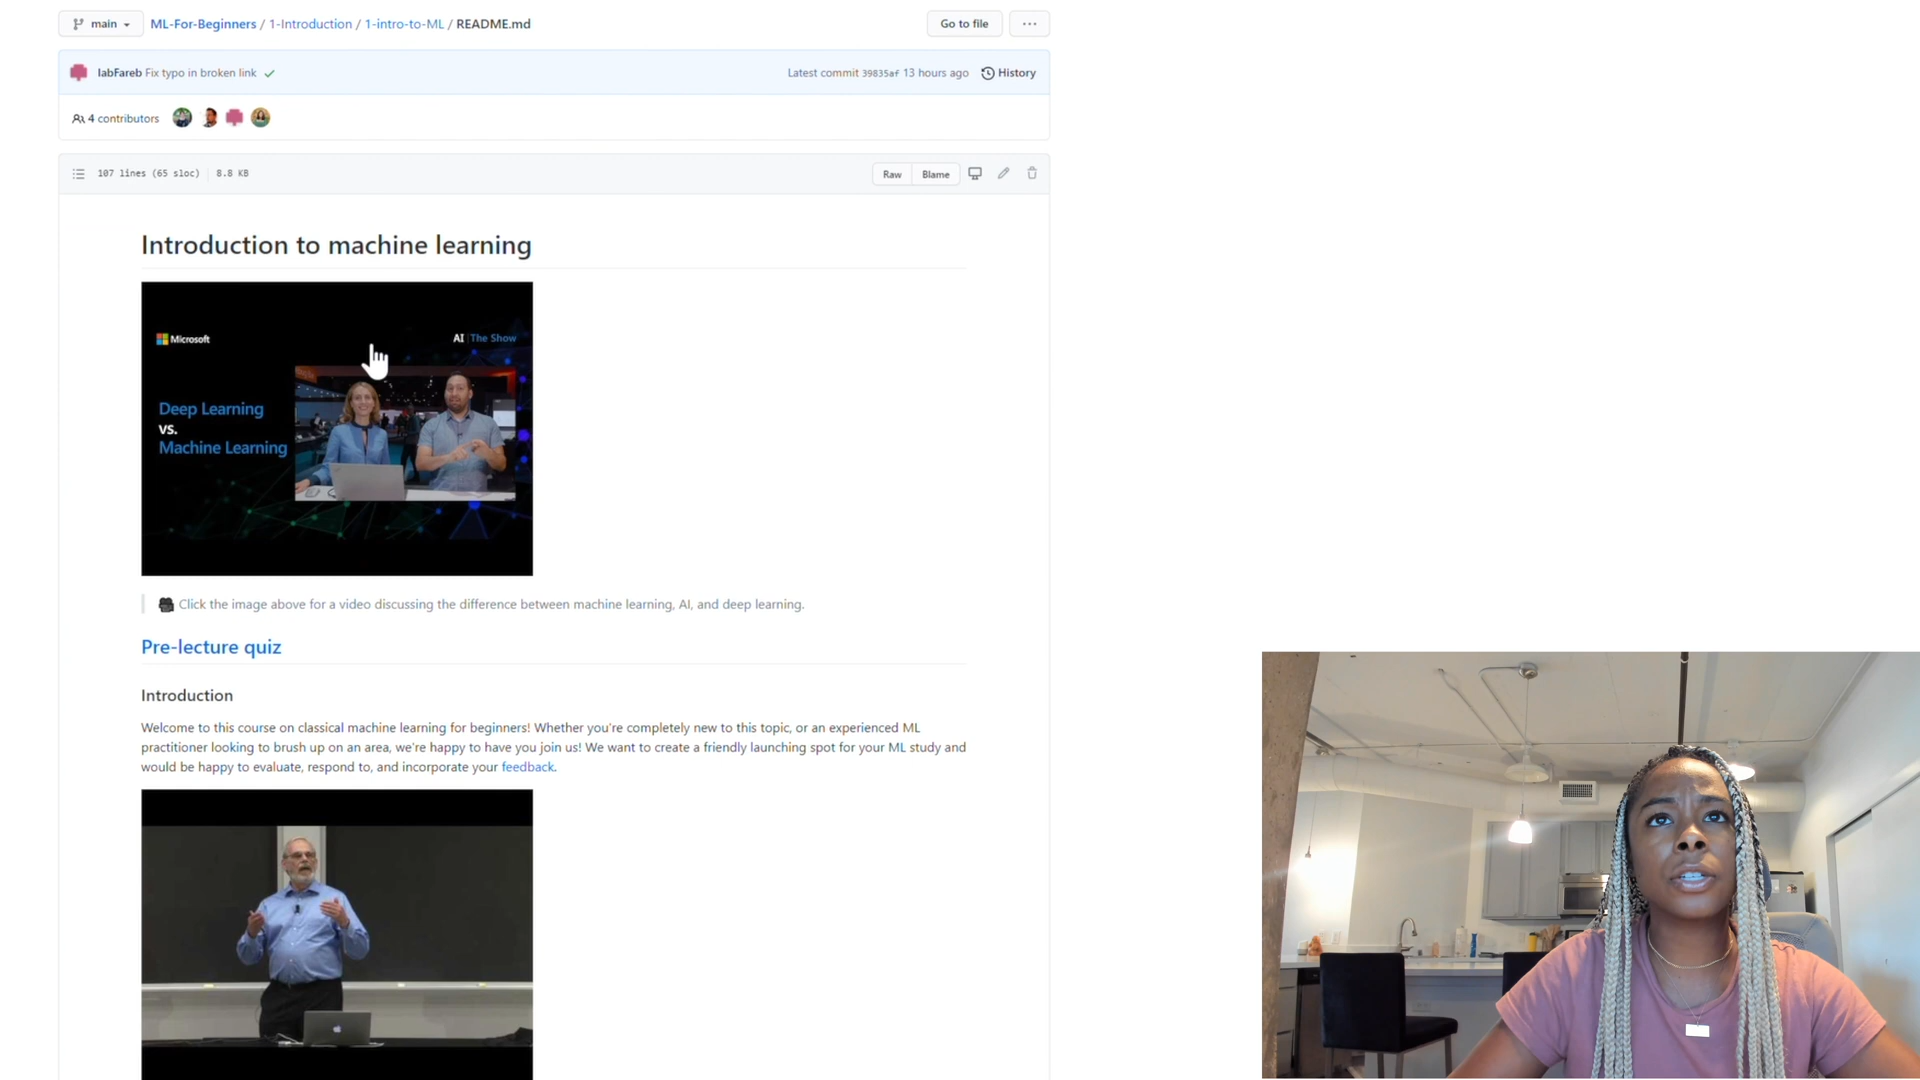 main
ML-For-Beginners / 1-Introduction / 1-intro-to-ML / README.md
Go to file
...
labFareb Fix typo in broken link
Latest commit 39835af 13 hours ago
History
4 contributors
107 lines (65 sloc)
8.8 KB
Raw
Blame
Introduction to machine learning
Microsoft
AI The Show
Deep Learning
vs.
Machine Learning
Click the image above for a video discussing the difference between machine learning, AI, and deep learning.
Pre-lecture quiz
Introduction
Welcome to this course on classical machine learning for beginners! Whether you're completely new to this topic, or an experienced ML
practitioner looking to brush up on an area, we're happy to have you join us! We want to create a friendly launching spot for your ML study and
would be happy to evaluate, respond to, and incorporate your feedback.